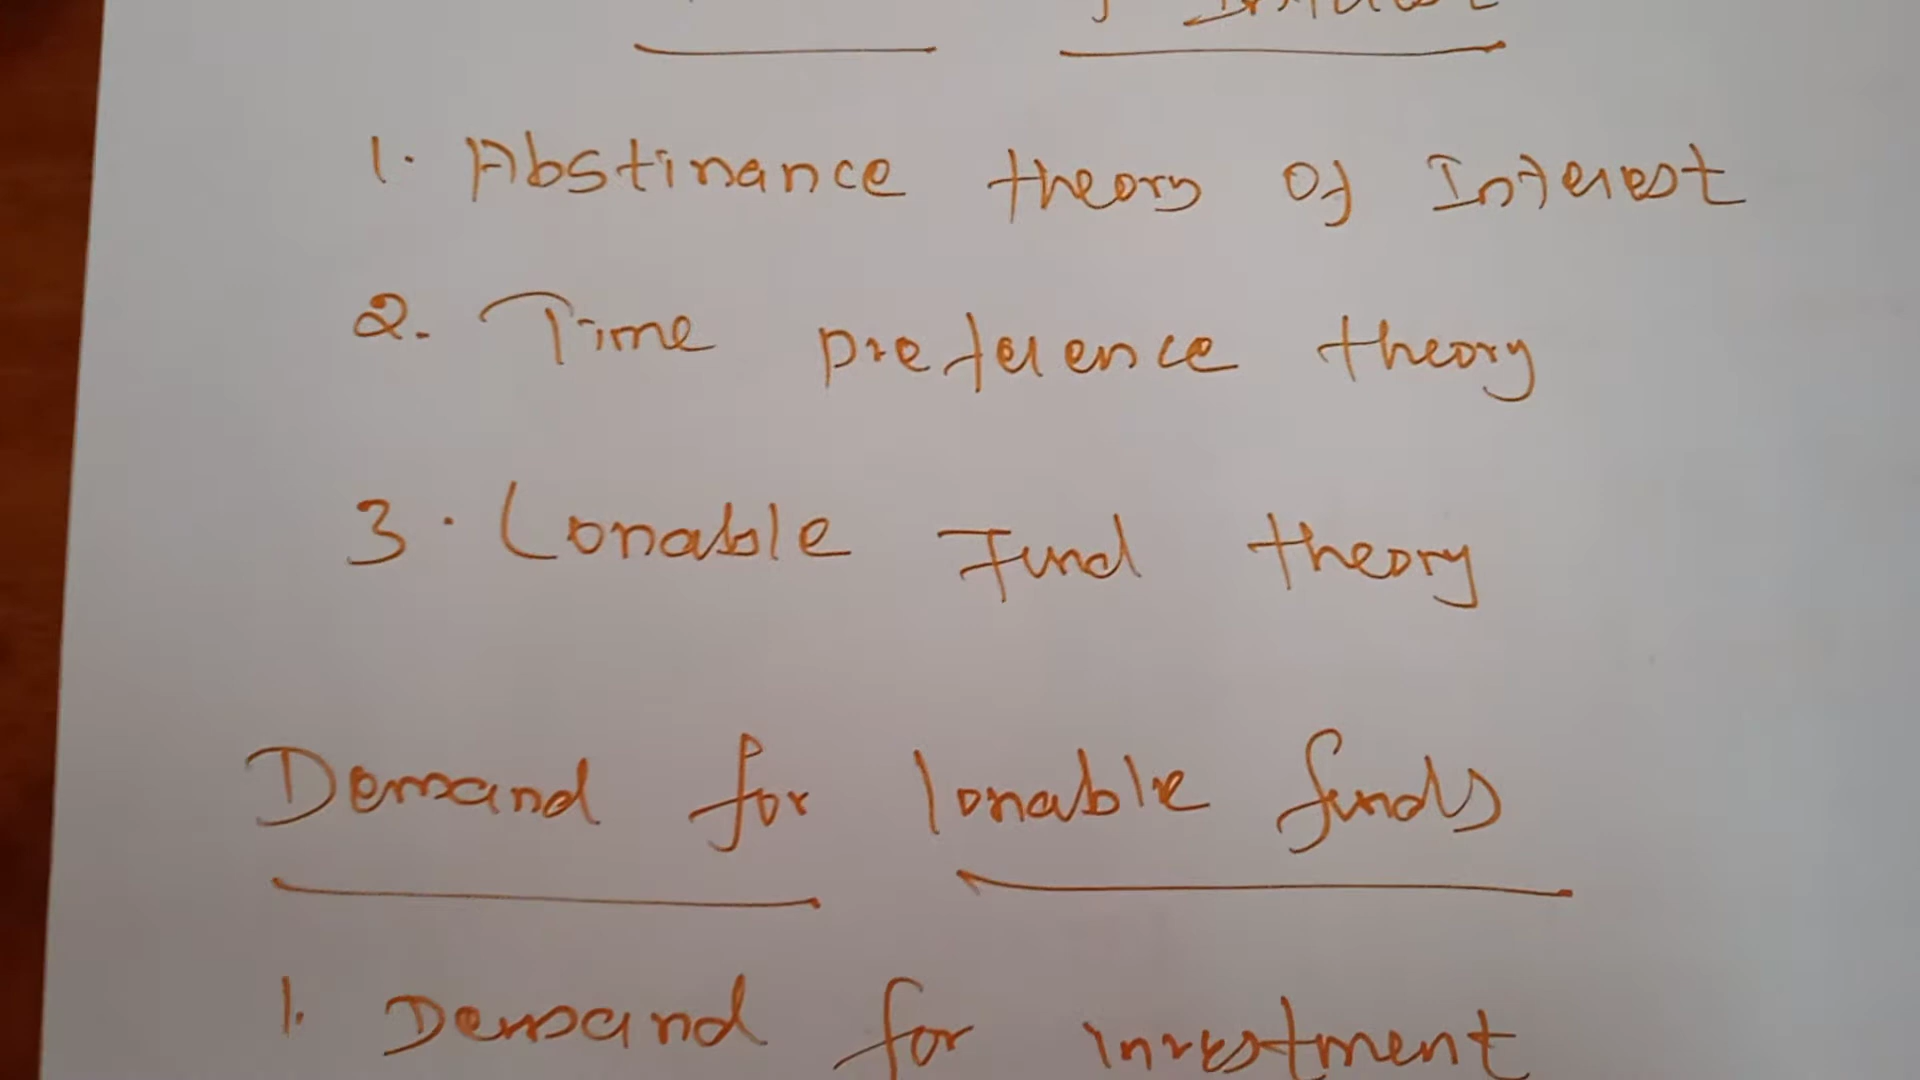 1. Abstinance theory of Interest
2. Time preference theory
3. Lonable Fund theory
Demand for lonable funds
1. Demand for investment